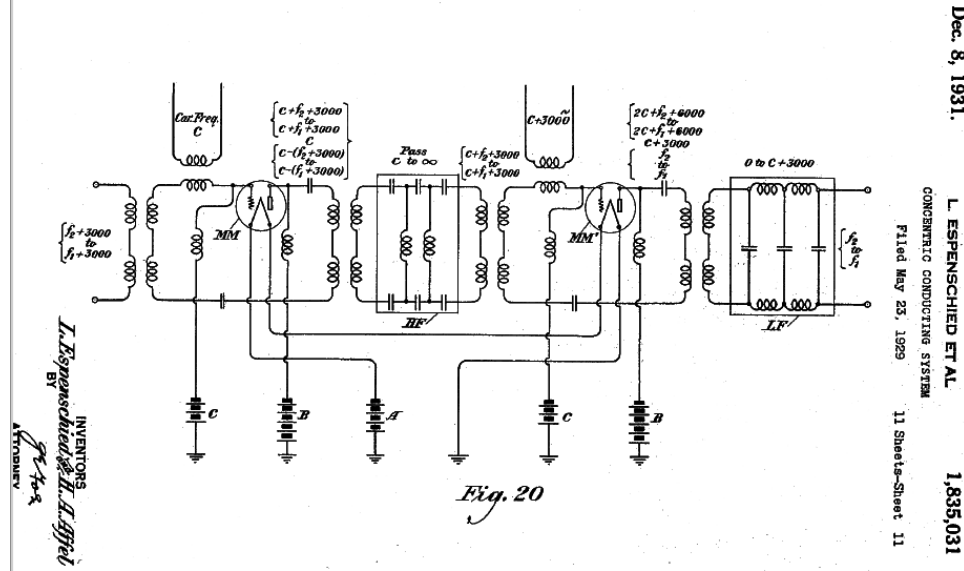 Dec. 8, 1931.
L. ESPENSCHIED ET AL
1,835,031
CONCENTRIC CONDUCTING SYSTEM
Filed May 23, 1929
11 Sheets-Sheet 11
Car. Freq.
C
C+f2+3000
to
C+f1+3000
C
C-(f2+3000)
to
C-(f1+3000)
Pass
C to ∞
C+f2+3000
to
C+f1+3000
C+3000~
2C+f2+6000
to
2C+f1+6000
C+3000
f2
to
f1
0 to C+3000
f2+3000
to
f1+3000
MM
MM'
f2
to
f1
HF
LF
C
B
A
C
B
Fig. 20
INVENTORS
L. Espenschied & H. A. Affel
BY
ATTORNEY